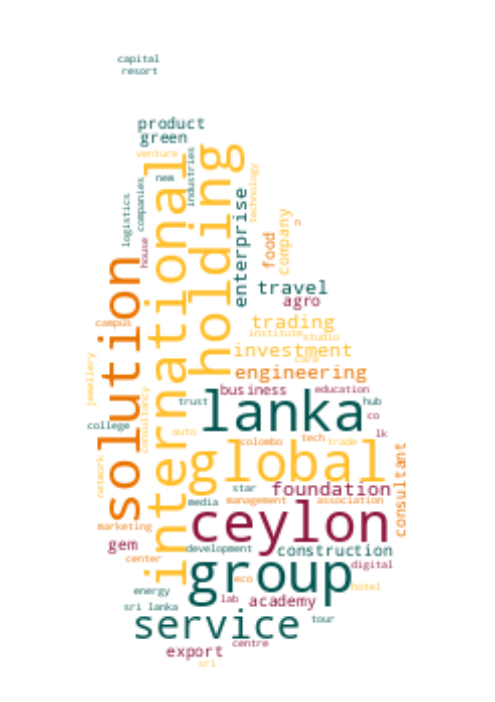 capital
resort
product
green
venture
new
industries
companies
logistics
house
international
holding
solution
enterprise
technology
food
company
n
travel
agro
campus
trading
institute
studio
investment
care
engineering
jewellery
business
education
consultancy
trust
lanka
hub
co
college
auto
lk
colombo
tech
trade
global
consultant
network
star
foundation
media
management
association
marketing
ceylon
gem
development
construction
center
digital
group
eco
energy
hotel
lab
academy
sri lanka
service
tour
centre
export
sri